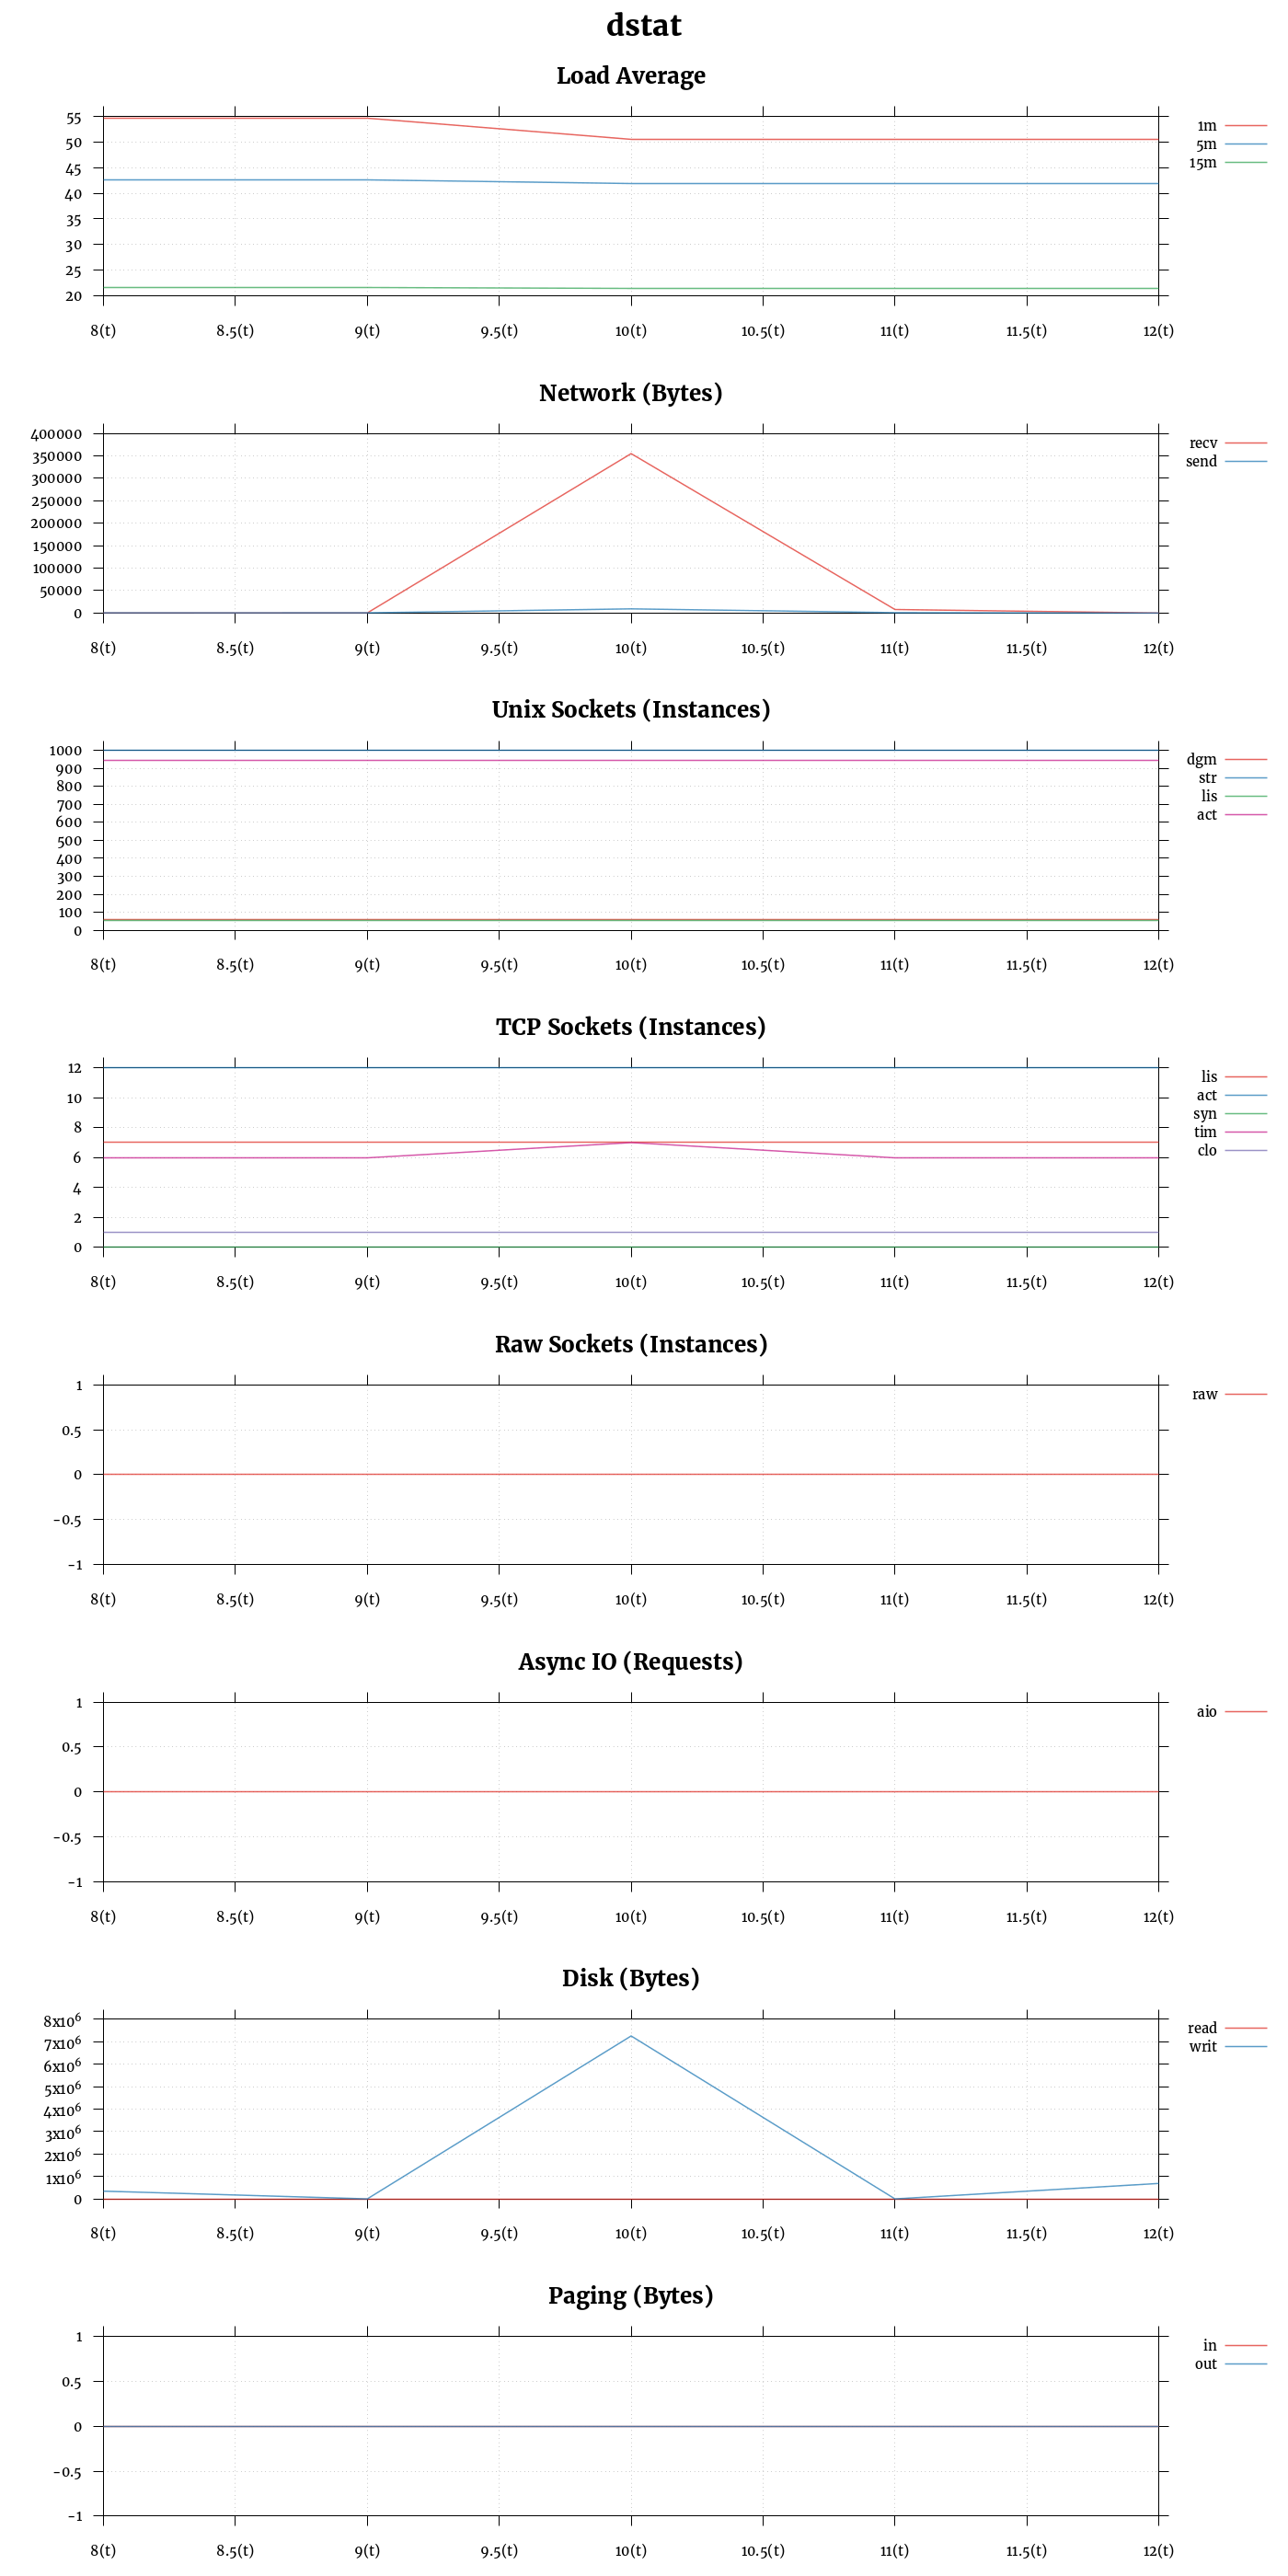 dstat
Load Average
55
50
45
40
35
30
25
20
8(t) 8.5(t) 9(t) 9.5(t) 10(t) 10.5(t) 11(t) 11.5(t) 12(t)
1m
5m
15m
Network (Bytes)
400000
350000
300000
250000
200000
150000
100000
50000
0
8(t) 8.5(t) 9(t) 9.5(t) 10(t) 10.5(t) 11(t) 11.5(t) 12(t)
recv
send
Unix Sockets (Instances)
1000
900
800
700
600
500
400
300
200
100
0
8(t) 8.5(t) 9(t) 9.5(t) 10(t) 10.5(t) 11(t) 11.5(t) 12(t)
dgm
str
lis
act
TCP Sockets (Instances)
12
10
8
6
4
2
0
8(t) 8.5(t) 9(t) 9.5(t) 10(t) 10.5(t) 11(t) 11.5(t) 12(t)
lis
act
syn
tim
clo
Raw Sockets (Instances)
1
0.5
0
-0.5
-1
8(t) 8.5(t) 9(t) 9.5(t) 10(t) 10.5(t) 11(t) 11.5(t) 12(t)
raw
Async IO (Requests)
1
0.5
0
-0.5
-1
8(t) 8.5(t) 9(t) 9.5(t) 10(t) 10.5(t) 11(t) 11.5(t) 12(t)
aio
Disk (Bytes)
8x10⁶
7x10⁶
6x10⁶
5x10⁶
4x10⁶
3x10⁶
2x10⁶
1x10⁶
0
8(t) 8.5(t) 9(t) 9.5(t) 10(t) 10.5(t) 11(t) 11.5(t) 12(t)
read
writ
Paging (Bytes)
1
0.5
0
-0.5
-1
8(t) 8.5(t) 9(t) 9.5(t) 10(t) 10.5(t) 11(t) 11.5(t) 12(t)
in
out